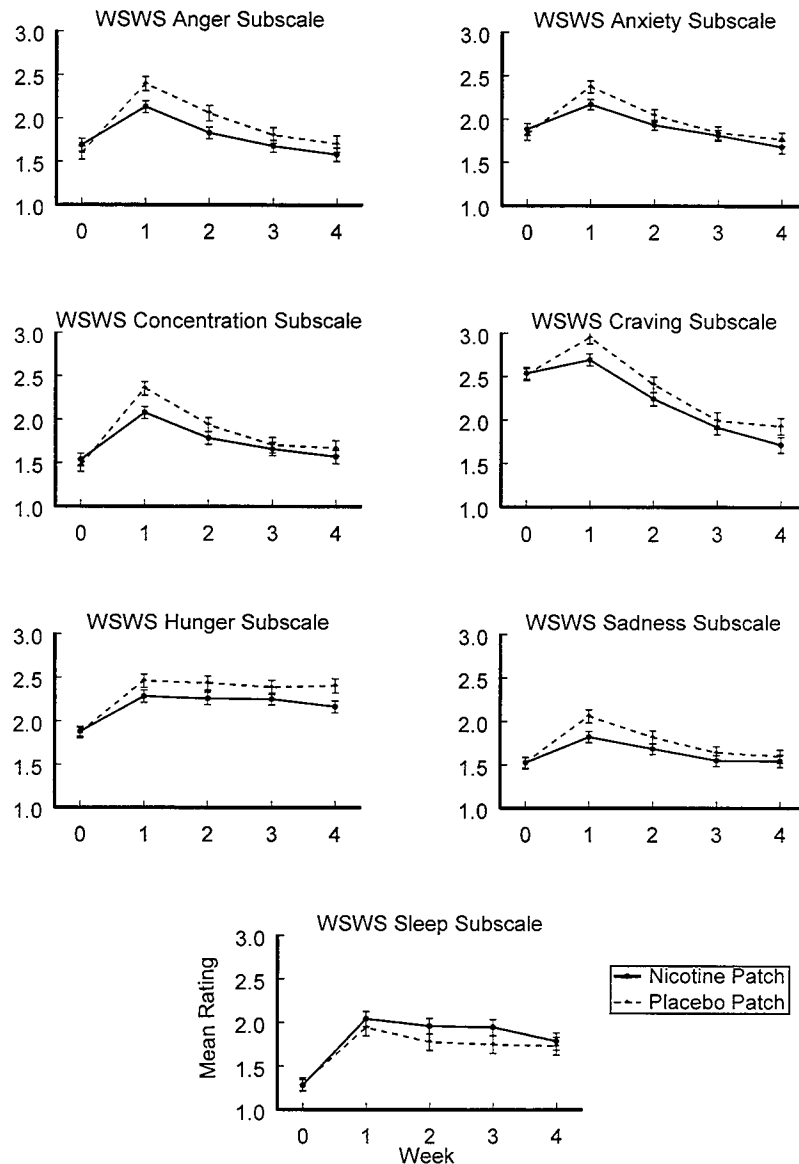 WSWS Anger Subscale
3.0
2.5
2.0
1.5
1.0
0 1 2 3 4
WSWS Anxiety Subscale
3.0
2.5
2.0
1.5
1.0
0 1 2 3 4
WSWS Concentration Subscale
3.0
2.5
2.0
1.5
1.0
0 1 2 3 4
WSWS Craving Subscale
3.0
2.5
2.0
1.5
1.0
0 1 2 3 4
WSWS Hunger Subscale
3.0
2.5
2.0
1.5
1.0
0 1 2 3 4
WSWS Sadness Subscale
3.0
2.5
2.0
1.5
1.0
0 1 2 3 4
WSWS Sleep Subscale
Mean Rating
3.0
2.5
2.0
1.5
1.0
0 1 2 3 4
Week
Nicotine Patch
Placebo Patch